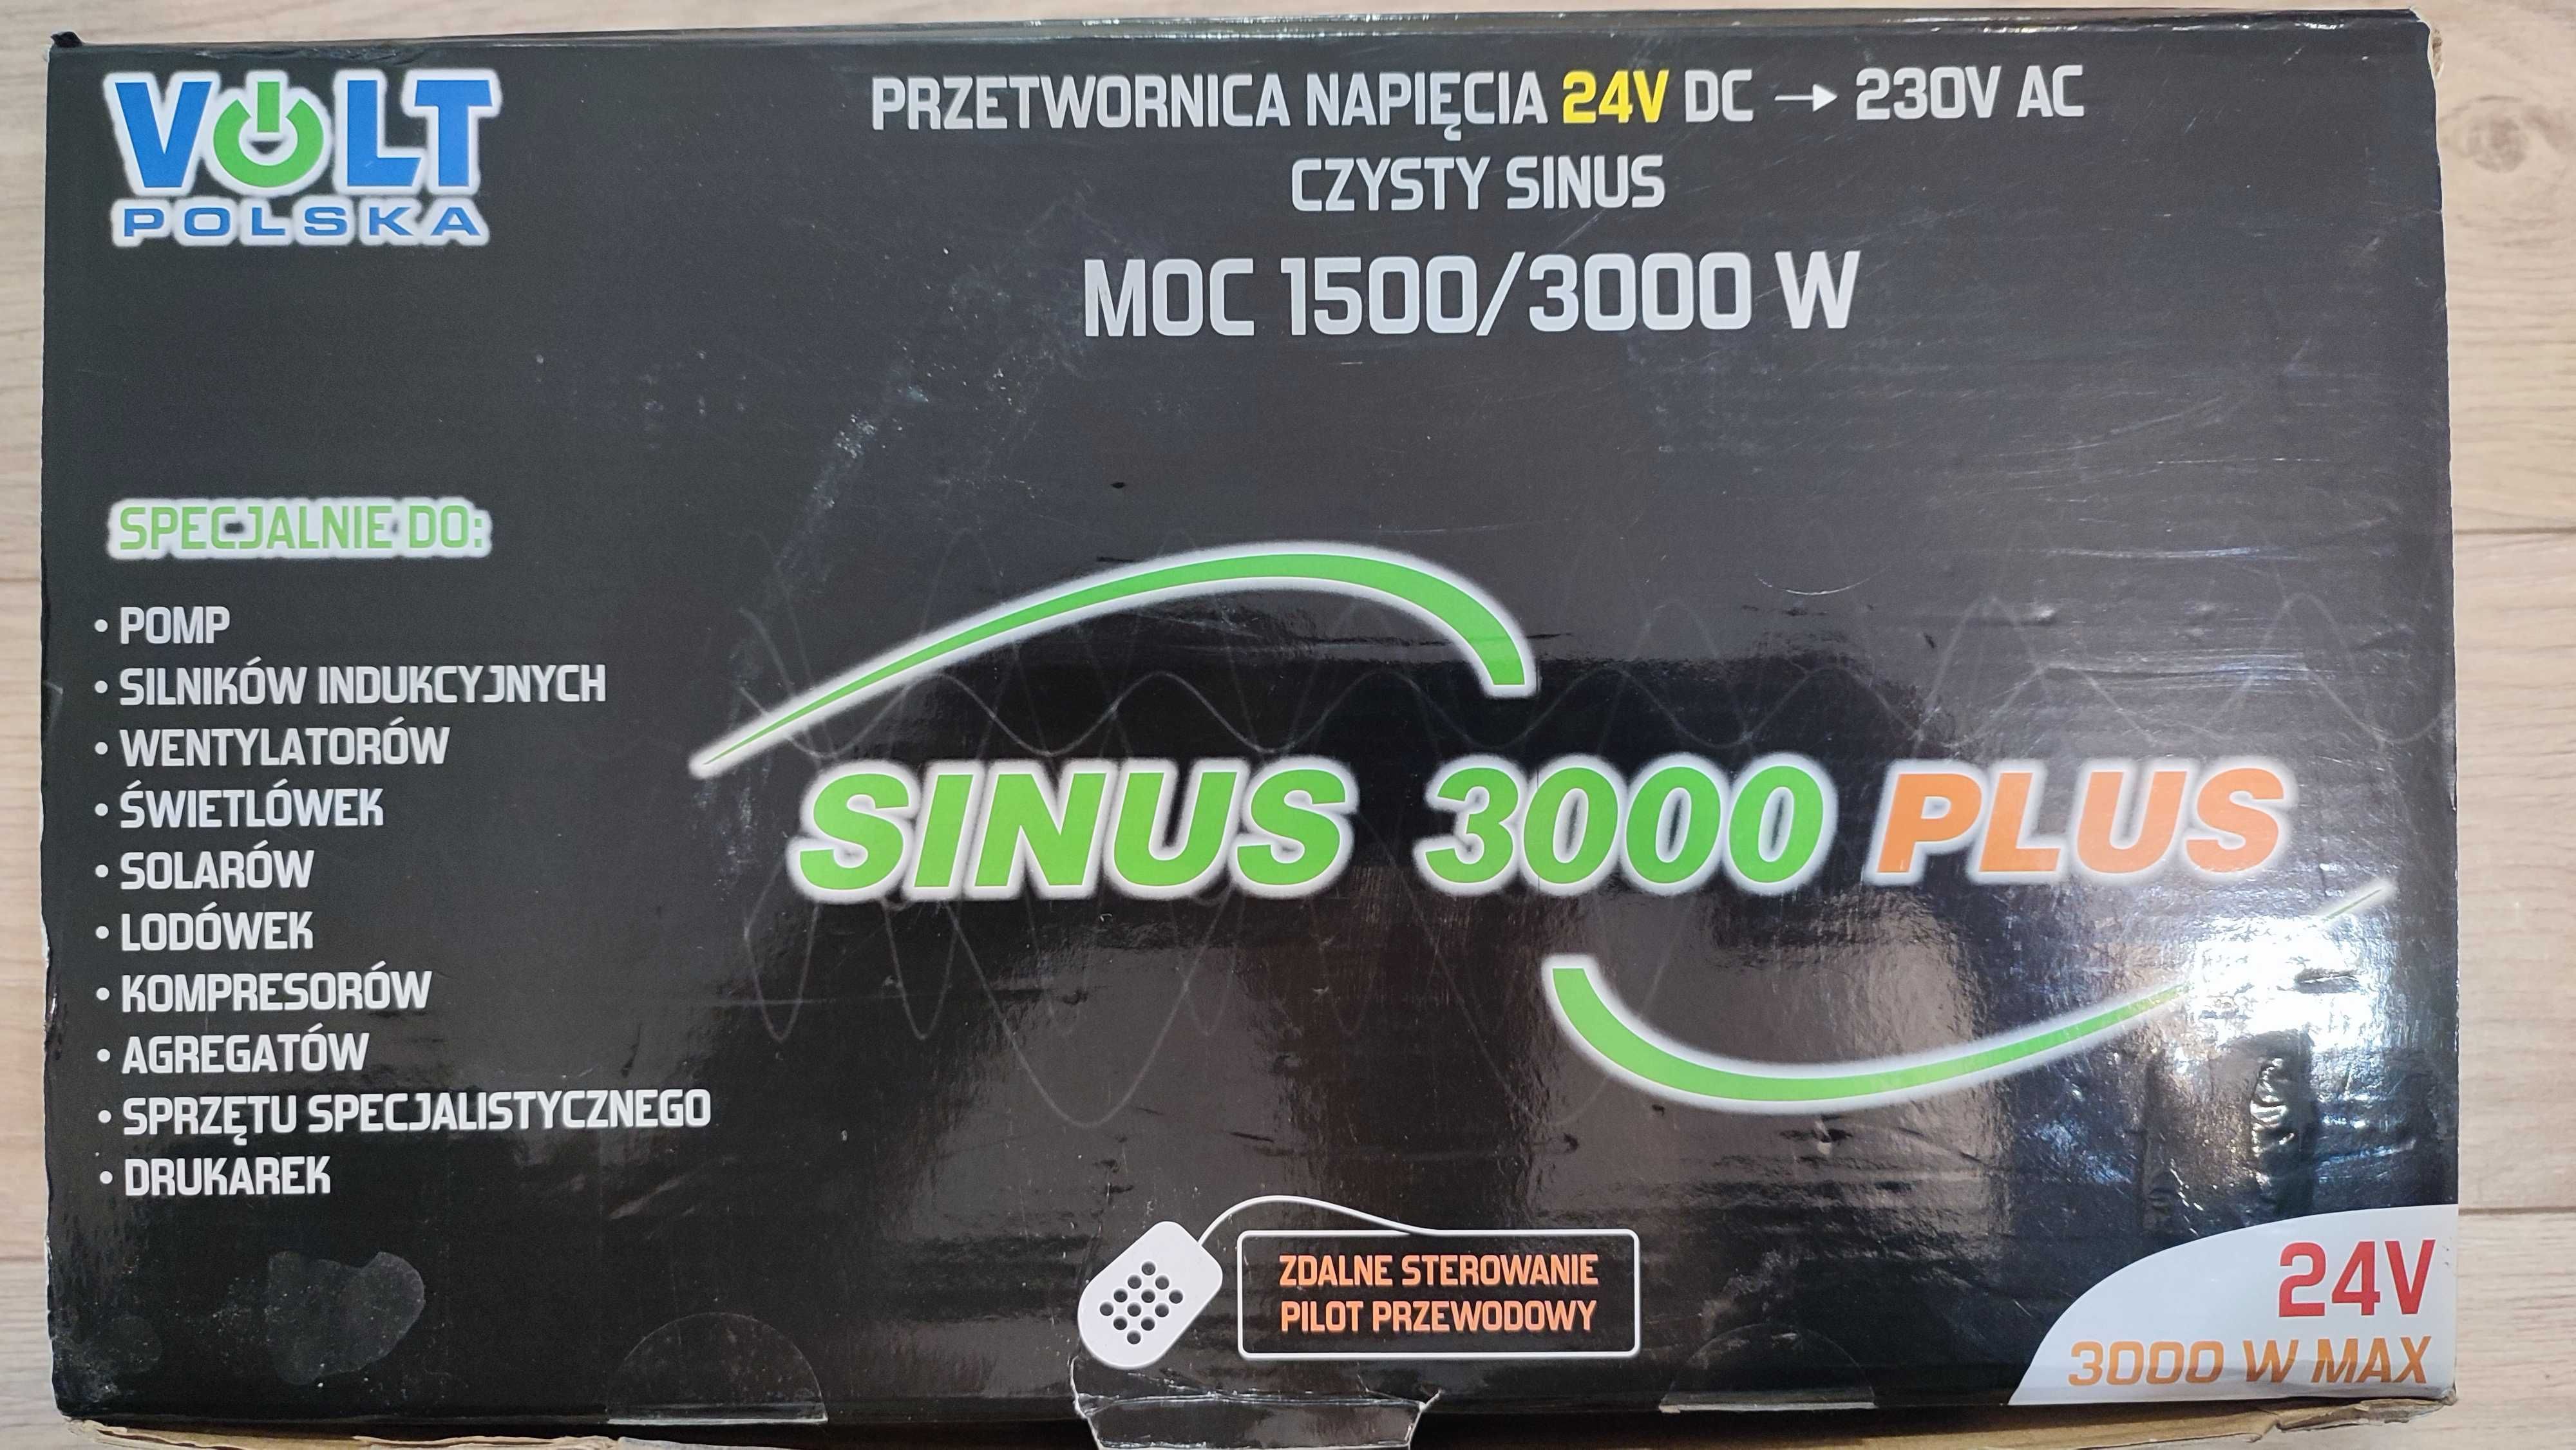 VOLT
POLSKA
PRZETWORNICA NAPIĘCIA 24V DC → 230V AC
CZYSTY SINUS
MOC 1500/3000 W
SPECJALNIE DO:
• POMP
• SILNIKÓW INDUKCYJNYCH
• WENTYLATORÓW
• ŚWIETLÓWEK
• SOLARÓW
• LODÓWEK
• KOMPRESORÓW
• AGREGATÓW
• SPRZĘTU SPECJALISTYCZNEGO
• DRUKAREK
SINUS 3000 PLUS
ZDALNE STEROWANIE
PILOT PRZEWODOWY
24V
3000 W MAX